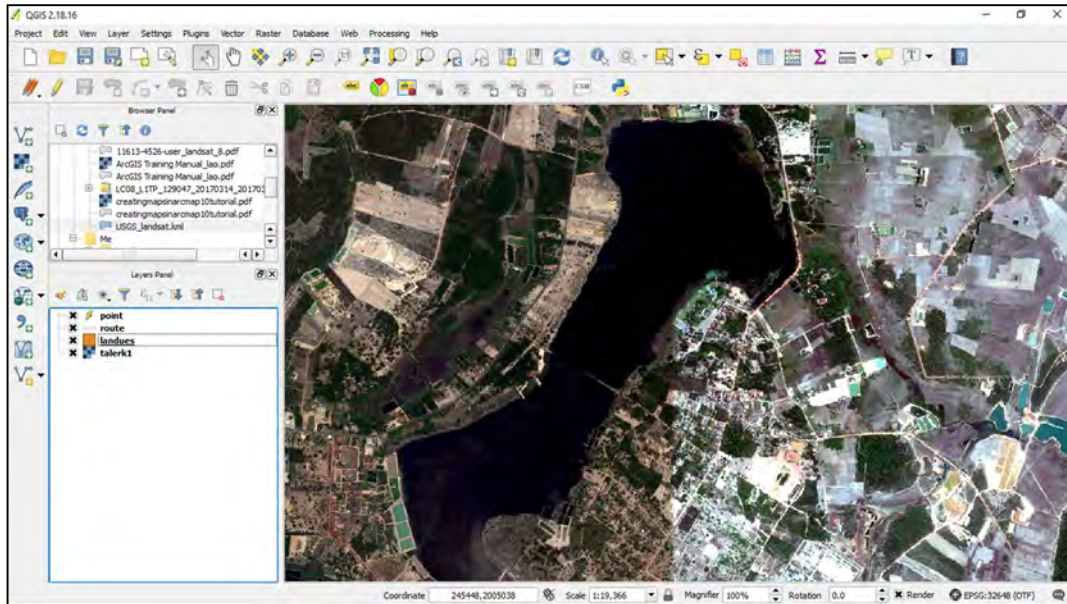 QGIS 2.18.16
Project Edit View Layer Settings Plugins Vector Raster Database Web Processing Help
Browser Panel
11613-4526-user_landsat_8.pdf
ArcGIS Training Manual_lao.pdf
ArcGIS Training Manual_lao.pdf
LC08_L1TP_129047_20170314_201703
creatingmapsinarcmap10tutorial.pdf
creatingmapsinarcmap10tutorial.pdf
USGS_landsat.kml
Me
Layers Panel
point
route
landues
talerk1
Coordinate 245448,2005038 Scale 1:19,366 Magnifier 100% Rotation 0.0 Render EPSG:32648 (OTF)